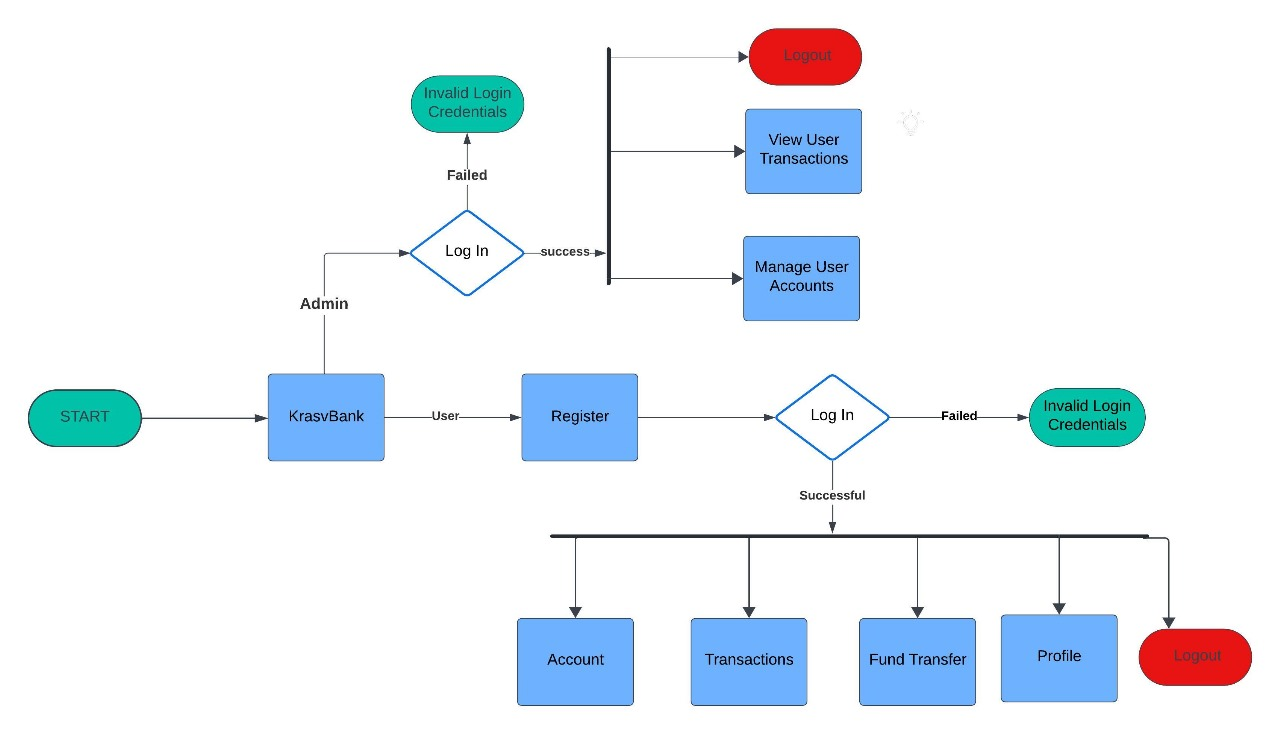 Logout
Invalid Login
Credentials
View User
Transactions
Failed
Log In
success
Manage User
Accounts
Admin
START
KrasvBank
User
Register
Log In
Failed
Invalid Login
Credentials
Successful
Account
Transactions
Fund Transfer
Profile
Logout